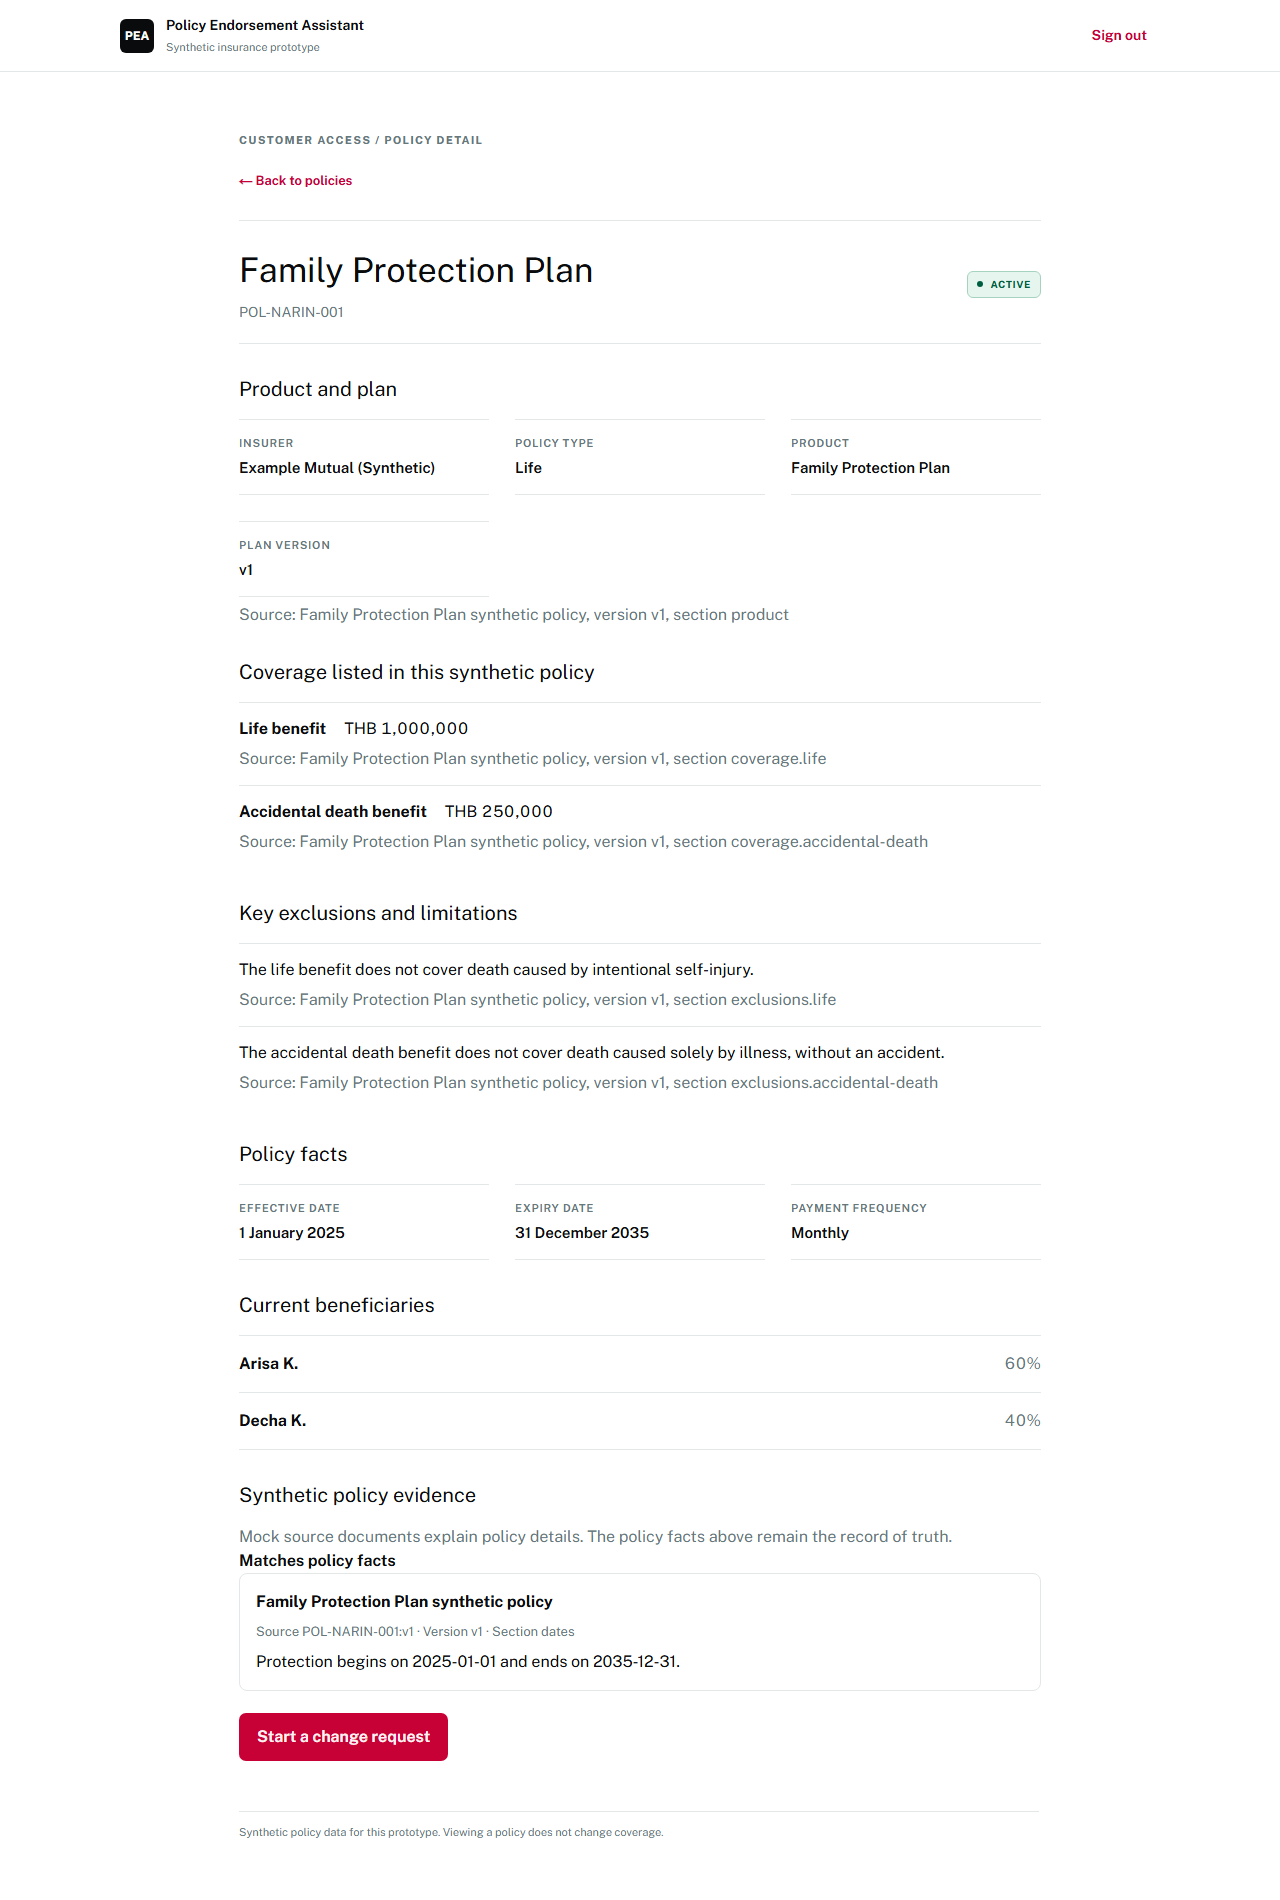 PEA
Policy Endorsement Assistant
Synthetic insurance prototype
Sign out
CUSTOMER ACCESS / POLICY DETAIL
← Back to policies
Family Protection Plan
ACTIVE
POL-NARIN-001
Product and plan
INSURER
Example Mutual (Synthetic)
POLICY TYPE
Life
PRODUCT
Family Protection Plan
PLAN VERSION
v1
Source: Family Protection Plan synthetic policy, version v1, section product
Coverage listed in this synthetic policy
Life benefit THB 1,000,000
Source: Family Protection Plan synthetic policy, version v1, section coverage.life
Accidental death benefit THB 250,000
Source: Family Protection Plan synthetic policy, version v1, section coverage.accidental-death
Key exclusions and limitations
The life benefit does not cover death caused by intentional self-injury.
Source: Family Protection Plan synthetic policy, version v1, section exclusions.life
The accidental death benefit does not cover death caused solely by illness, without an accident.
Source: Family Protection Plan synthetic policy, version v1, section exclusions.accidental-death
Policy facts
EFFECTIVE DATE
1 January 2025
EXPIRY DATE
31 December 2035
PAYMENT FREQUENCY
Monthly
Current beneficiaries
Arisa K. 60%
Decha K. 40%
Synthetic policy evidence
Mock source documents explain policy details. The policy facts above remain the record of truth.
Matches policy facts
Family Protection Plan synthetic policy
Source POL-NARIN-001:v1 · Version v1 · Section dates
Protection begins on 2025-01-01 and ends on 2035-12-31.
Start a change request
Synthetic policy data for this prototype. Viewing a policy does not change coverage.